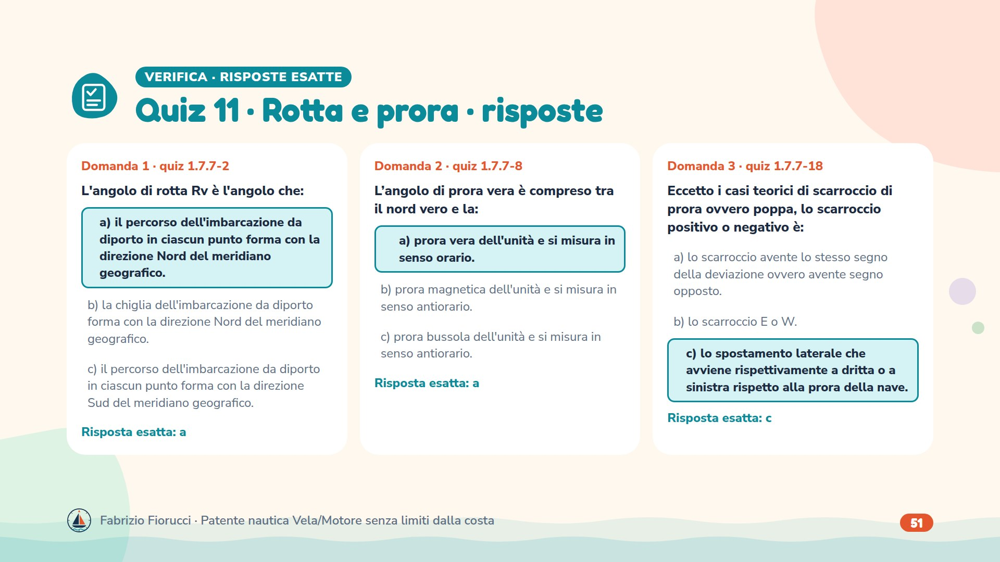 VERIFICA · RISPOSTE ESATTE
Quiz 11 · Rotta e prora · risposte
Domanda 1 · quiz 1.7.7-2
L'angolo di rotta Rv è l'angolo che:
a) il percorso dell'imbarcazione da
diporto in ciascun punto forma con la
direzione Nord del meridiano
geografico.
b) la chiglia dell'imbarcazione da diporto
forma con la direzione Nord del meridiano
geografico.
c) il percorso dell'imbarcazione da diporto
in ciascun punto forma con la direzione
Sud del meridiano geografico.
Risposta esatta: a
Domanda 2 · quiz 1.7.7-8
L’angolo di prora vera è compreso tra
il nord vero e la:
a) prora vera dell'unità e si misura in
senso orario.
b) prora magnetica dell'unità e si misura in
senso antiorario.
c) prora bussola dell'unità e si misura in
senso antiorario.
Risposta esatta: a
Domanda 3 · quiz 1.7.7-18
Eccetto i casi teorici di scarroccio di
prora ovvero poppa, lo scarroccio
positivo o negativo è:
a) lo scarroccio avente lo stesso segno
della deviazione ovvero avente segno
opposto.
b) lo scarroccio E o W.
c) lo spostamento laterale che
avviene rispettivamente a dritta o a
sinistra rispetto alla prora della nave.
Risposta esatta: c
Fabrizio Fiorucci · Patente nautica Vela/Motore senza limiti dalla costa
51